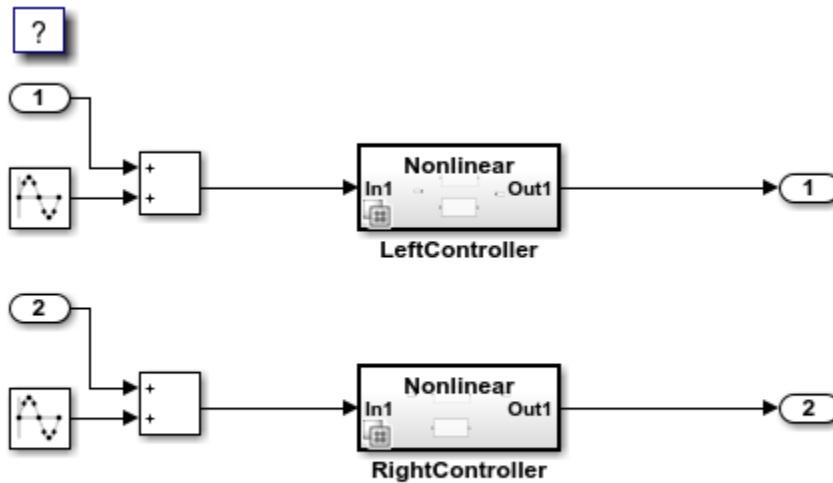 ?
1
+
+
Nonlinear
In1 Out1
1
LeftController
2
+
+
Nonlinear
In1 Out1
2
RightController